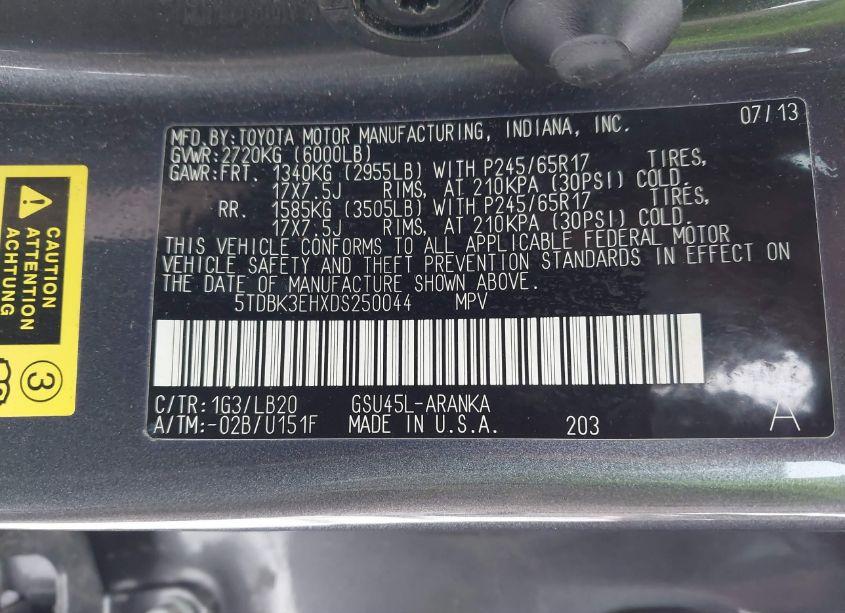 MFD.BY:TOYOTA MOTOR MANUFACTURING, INDIANA, INC. 07/13
GVWR:2720KG (6000LB)
GAWR:FRT. 1340KG (2955LB) WITH P245/65R17 TIRES,
17X7.5J RIMS, AT 210KPA (30PSI) COLD.
RR. 1585KG (3505LB) WITH P245/65R17 TIRES,
17X7.5J RIMS, AT 210KPA (30PSI) COLD.
THIS VEHICLE CONFORMS TO ALL APPLICABLE FEDERAL MOTOR
VEHICLE SAFETY AND THEFT PREVENTION STANDARDS IN EFFECT ON
THE DATE OF MANUFACTURE SHOWN ABOVE.
5TDBK3EHXDS250044 MPV
C/TR: 1G3/LB20 GSU45L-ARANKA
A/TM:-02B/U151F MADE IN U.S.A. 203 A
CAUTION
ATTENTION
ACHTUNG
3